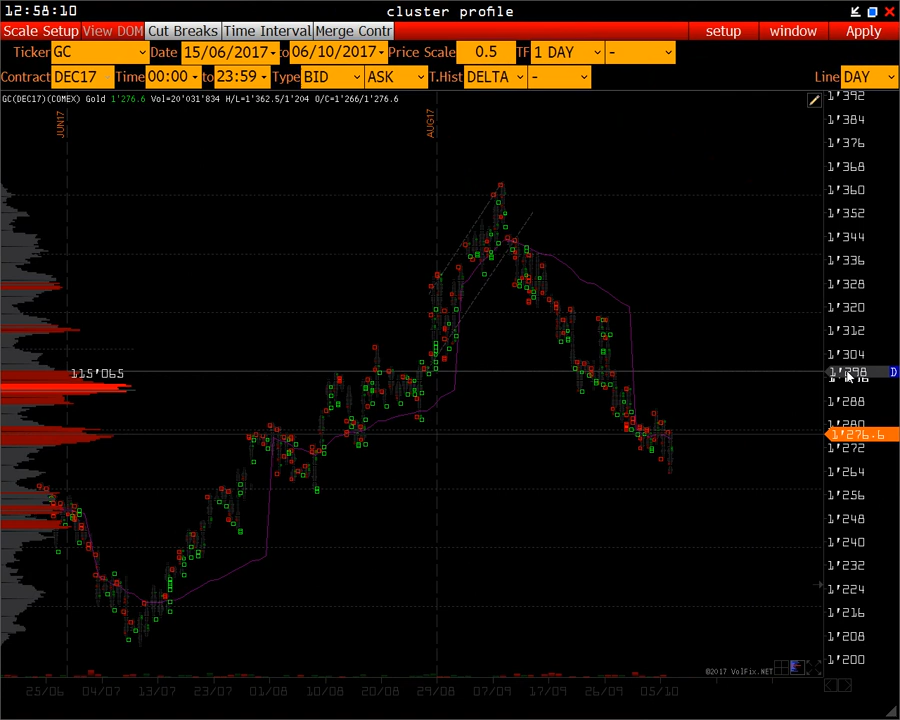 12:58:10 cluster profile
Scale Setup View DOM Cut Breaks Time Interval Merge Contr setup window Apply
Ticker GC Date 15/06/2017 to 06/10/2017 Price Scale 0.5 TF 1 DAY -
Contract DEC17 Time 00:00 to 23:59 Type BID ASK T.Hist DELTA - Line DAY
GC(DEC17)(COMEX) Gold 1'276.6 Vol=20'031'834 H/L=1'362.5/1'204 O/C=1'266/1'276.6
1'392
JUN17 AUG17
1'384
1'376
1'368
1'360
1'352
1'344
1'336
1'328
1'320
1'312
1'304
115'065 1'298 D
1'288
1'280
1'276.6
1'272
1'264
1'256
1'248
1'240
1'232
1'224
1'216
1'208
1'200
©2017 VolFix.NET
25/06 04/07 13/07 23/07 01/08 10/08 20/08 29/08 07/09 17/09 26/09 05/10